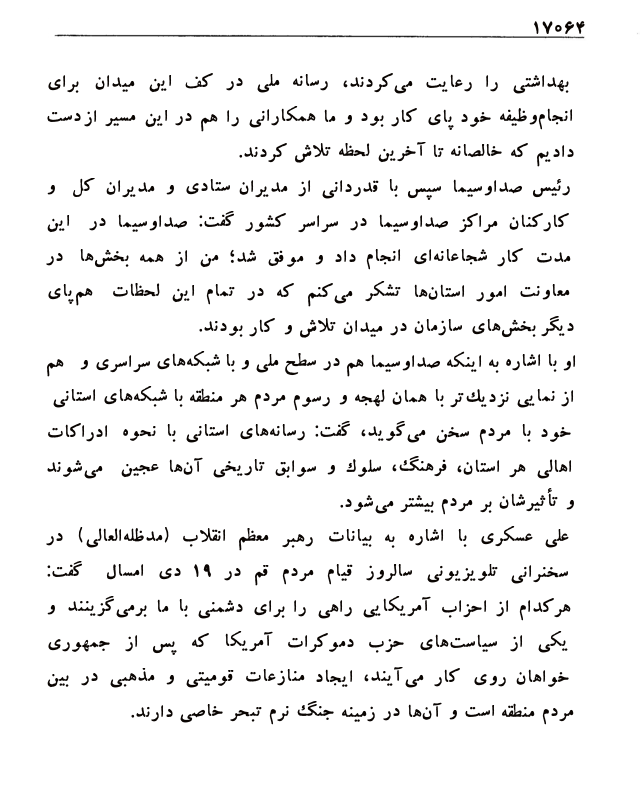 ۱۷۰۶۴
بهداشتی را رعایت می‌کردند، رسانه ملی در کف این میدان برای
انجام‌وظیفه خود پای کار بود و ما همکارانی را هم در این مسیر ازدست
دادیم که خالصانه تا آخرین لحظه تلاش کردند.
رئیس صداوسیما سپس با قدردانی از مدیران ستادی و مدیران کل و
کارکنان مراکز صداوسیما در سراسر کشور گفت: صداوسیما در این
مدت کار شجاعانه‌ای انجام داد و موفق شد؛ من از همه بخش‌ها در
معاونت امور استان‌ها تشکر می‌کنم که در تمام این لحظات هم‌پای
دیگر بخش‌های سازمان در میدان تلاش و کار بودند.
او با اشاره به اینکه صداوسیما هم در سطح ملی و با شبکه‌های سراسری و هم
از نمایی نزدیك‌تر با همان لهجه و رسوم مردم هر منطقه با شبکه‌های استانی
خود با مردم سخن می‌گوید، گفت: رسانه‌های استانی با نحوه ادراکات
اهالی هر استان، فرهنگ، سلوك و سوابق تاریخی آن‌ها عجین می‌شوند
و تأثیرشان بر مردم بیشتر می‌شود.
علی عسکری با اشاره به بیانات رهبر معظم انقلاب (مدظله‌العالی) در
سخنرانی تلویزیونی سالروز قیام مردم قم در ۱۹ دی امسال گفت:
هرکدام از احزاب آمریکایی راهی را برای دشمنی با ما برمی‌گزینند و
یکی از سیاست‌های حزب دموکرات آمریکا که پس از جمهوری
خواهان روی کار می‌آیند، ایجاد منازعات قومیتی و مذهبی در بین
مردم منطقه است و آن‌ها در زمینه جنگ نرم تبحر خاصی دارند.